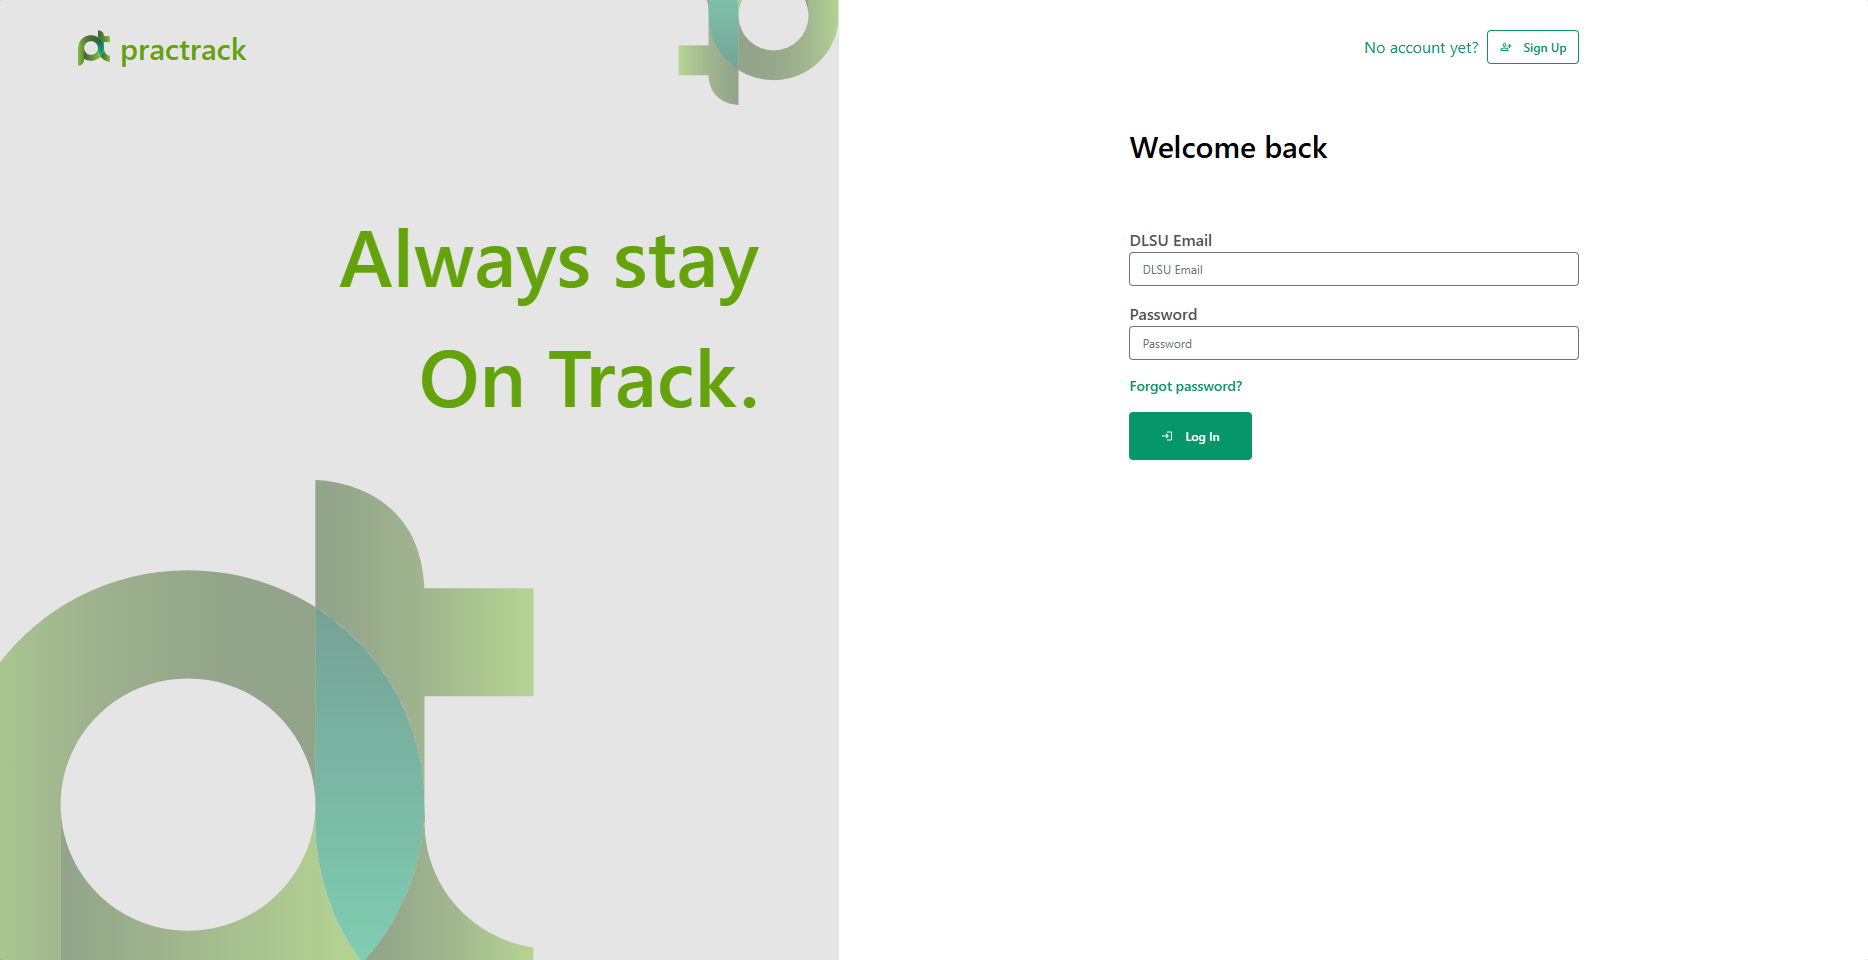 practrack
Always stay
On Track.
No account yet?
Sign Up
Welcome back
DLSU Email
DLSU Email
Password
Password
Forgot password?
Log In